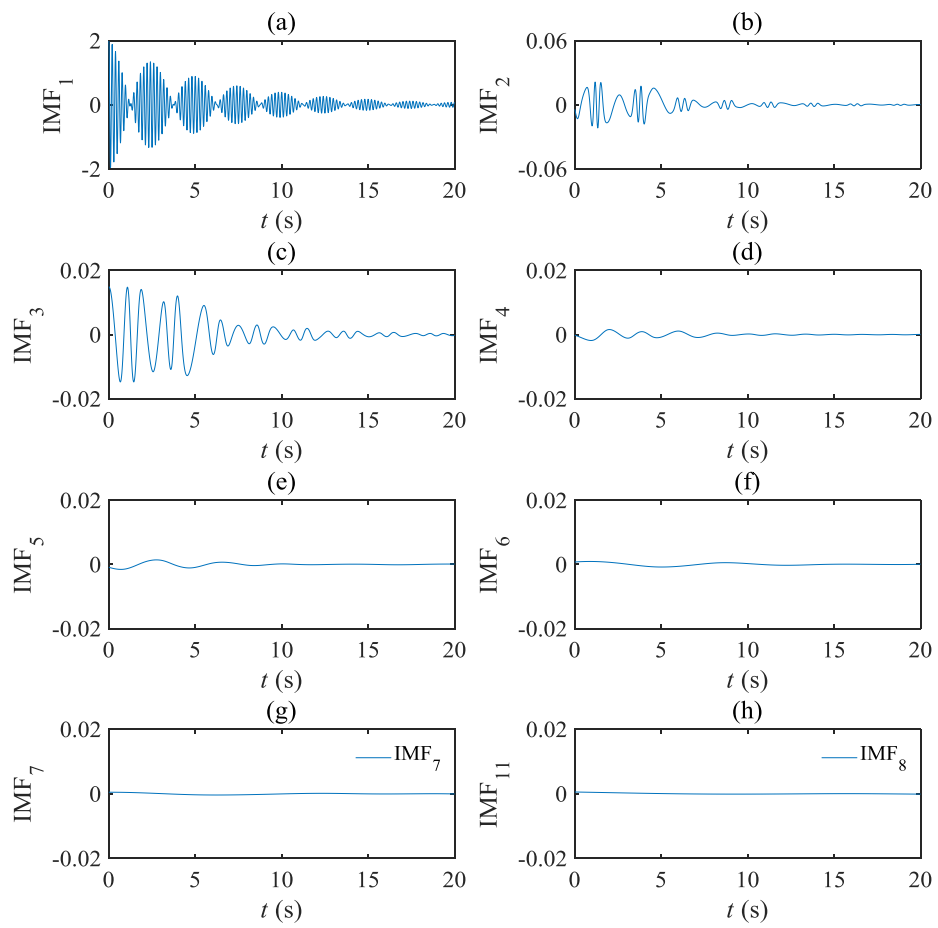 (a)
2
0
-2
IMF1
0 5 10 15 20
t (s)
(b)
0.06
0
-0.06
IMF2
0 5 10 15 20
t (s)
(c)
0.02
0
-0.02
IMF3
0 5 10 15 20
t (s)
(d)
0.02
0
-0.02
IMF4
0 5 10 15 20
t (s)
(e)
0.02
0
-0.02
IMF5
0 5 10 15 20
t (s)
(f)
0.02
0
-0.02
IMF6
0 5 10 15 20
t (s)
(g)
0.02
0
-0.02
IMF7
IMF7
0 5 10 15 20
t (s)
(h)
0.02
0
-0.02
IMF11
IMF8
0 5 10 15 20
t (s)